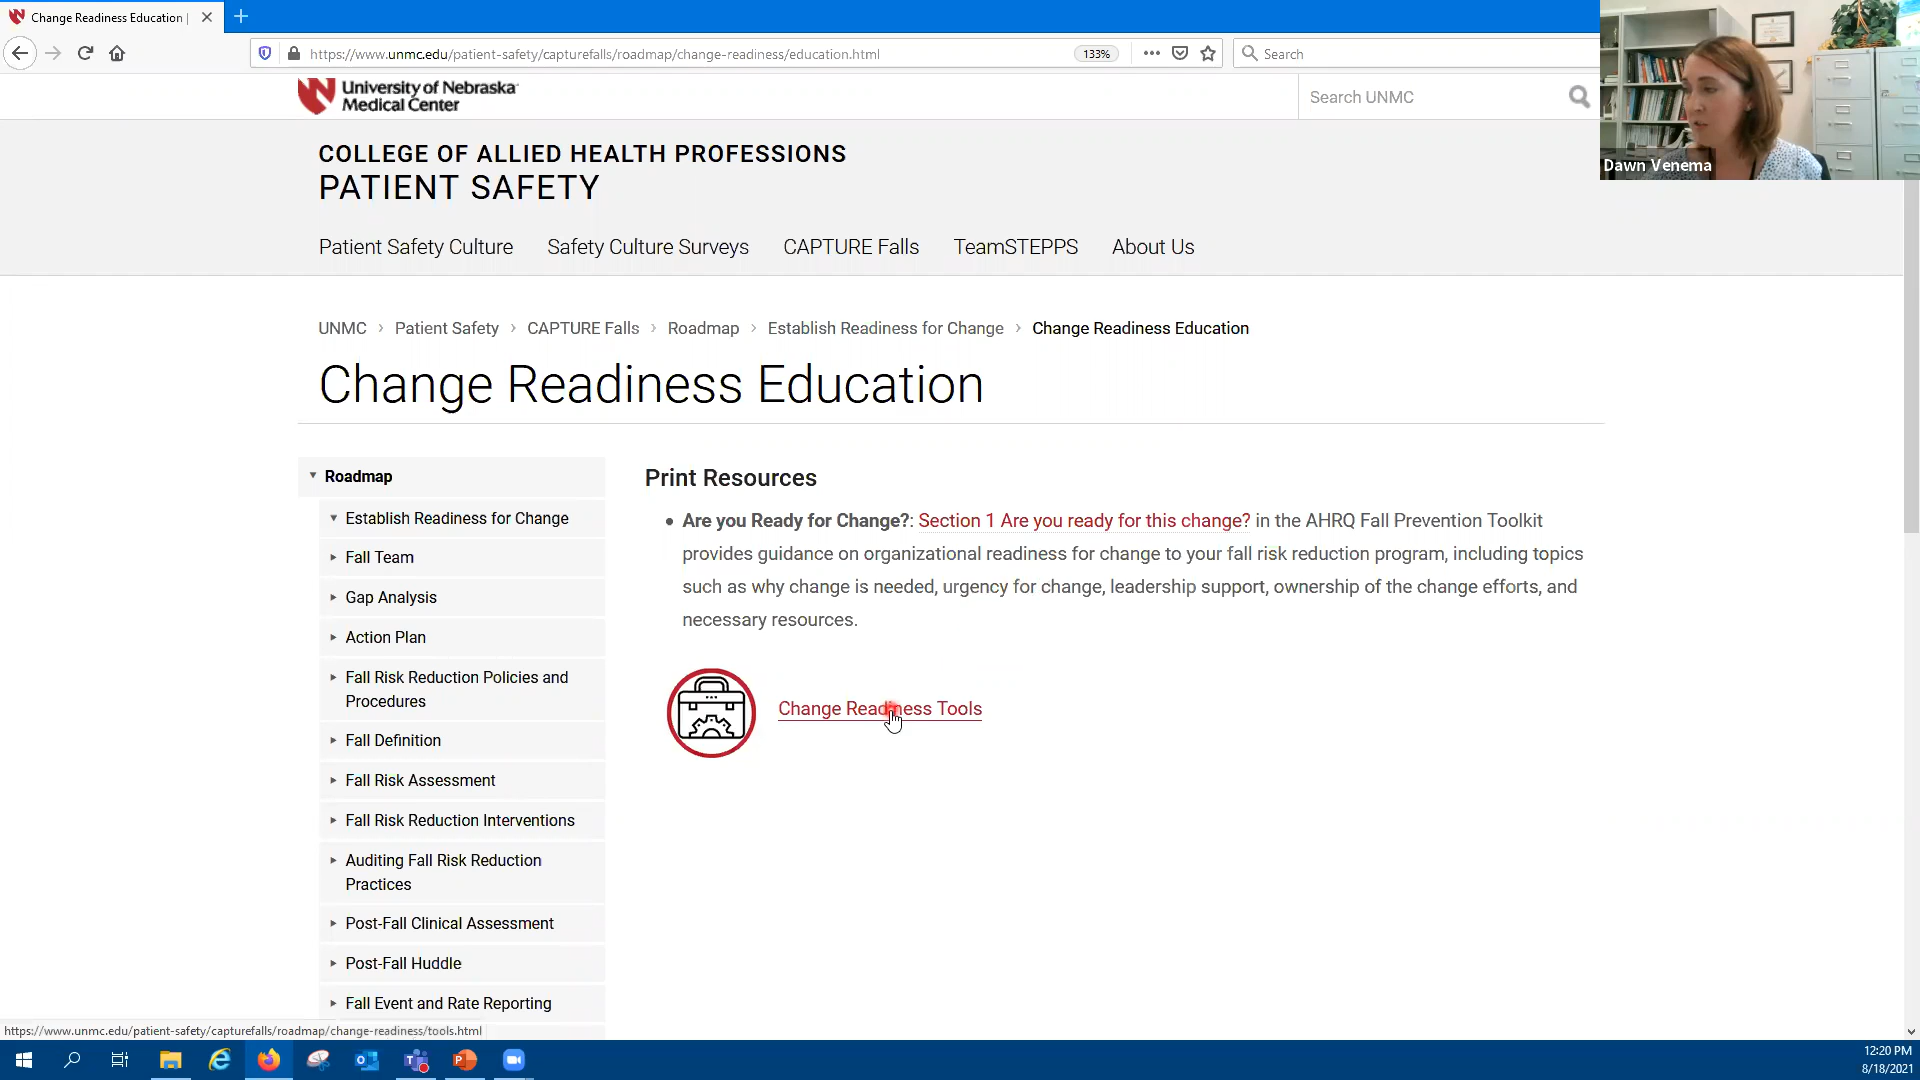 Change Readiness Education |
https://www.unmc.edu/patient-safety/capturefalls/roadmap/change-readiness/education.html
133%
Search
University of Nebraska
Medical Center
Search UNMC
Dawn Venema
COLLEGE OF ALLIED HEALTH PROFESSIONS
PATIENT SAFETY
Patient Safety Culture Safety Culture Surveys CAPTURE Falls TeamSTEPPS About Us
UNMC › Patient Safety › CAPTURE Falls › Roadmap › Establish Readiness for Change › Change Readiness Education
Change Readiness Education
Roadmap
Establish Readiness for Change
Fall Team
Gap Analysis
Action Plan
Fall Risk Reduction Policies and
Procedures
Fall Definition
Fall Risk Assessment
Fall Risk Reduction Interventions
Auditing Fall Risk Reduction
Practices
Post-Fall Clinical Assessment
Post-Fall Huddle
Fall Event and Rate Reporting
Print Resources
• Are you Ready for Change?: Section 1 Are you ready for this change? in the AHRQ Fall Prevention Toolkit
provides guidance on organizational readiness for change to your fall risk reduction program, including topics
such as why change is needed, urgency for change, leadership support, ownership of the change efforts, and
necessary resources.
Change Readiness Tools
https://www.unmc.edu/patient-safety/capturefalls/roadmap/change-readiness/tools.html
12:20 PM
8/18/2021